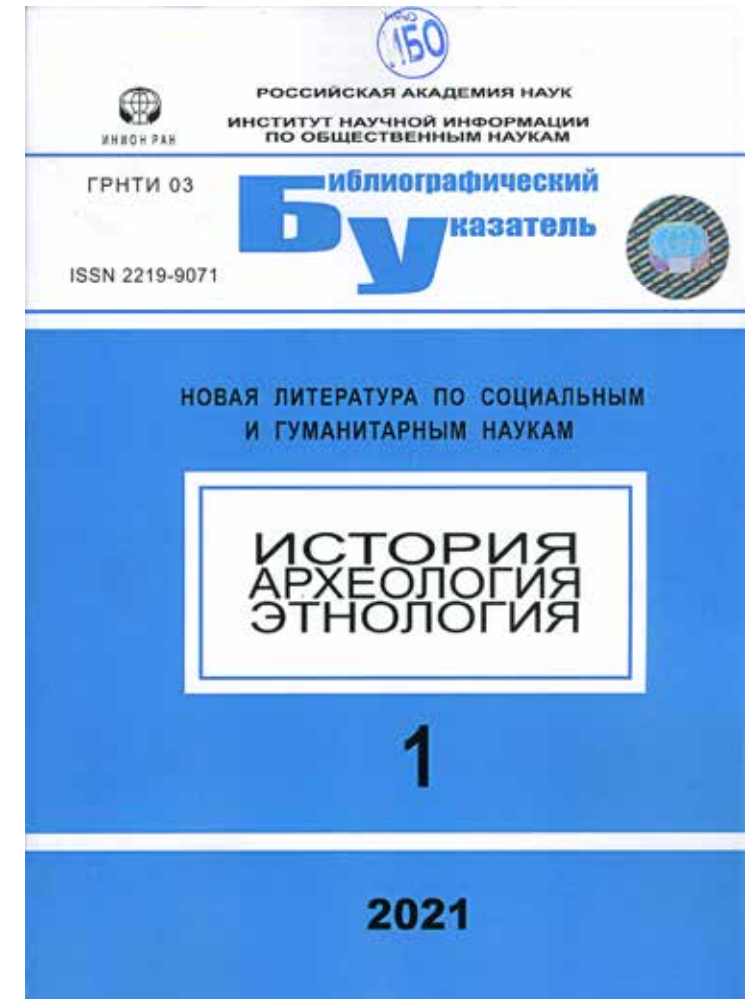 ИБО
РОССИЙСКАЯ АКАДЕМИЯ НАУК
ИНСТИТУТ НАУЧНОЙ ИНФОРМАЦИИ
ПО ОБЩЕСТВЕННЫМ НАУКАМ
ИНИОН РАН
ГРНТИ 03
Библиографический
Указатель
ISSN 2219-9071
НОВАЯ ЛИТЕРАТУРА ПО СОЦИАЛЬНЫМ
И ГУМАНИТАРНЫМ НАУКАМ
ИСТОРИЯ
АРХЕОЛОГИЯ
ЭТНОЛОГИЯ
1
2021